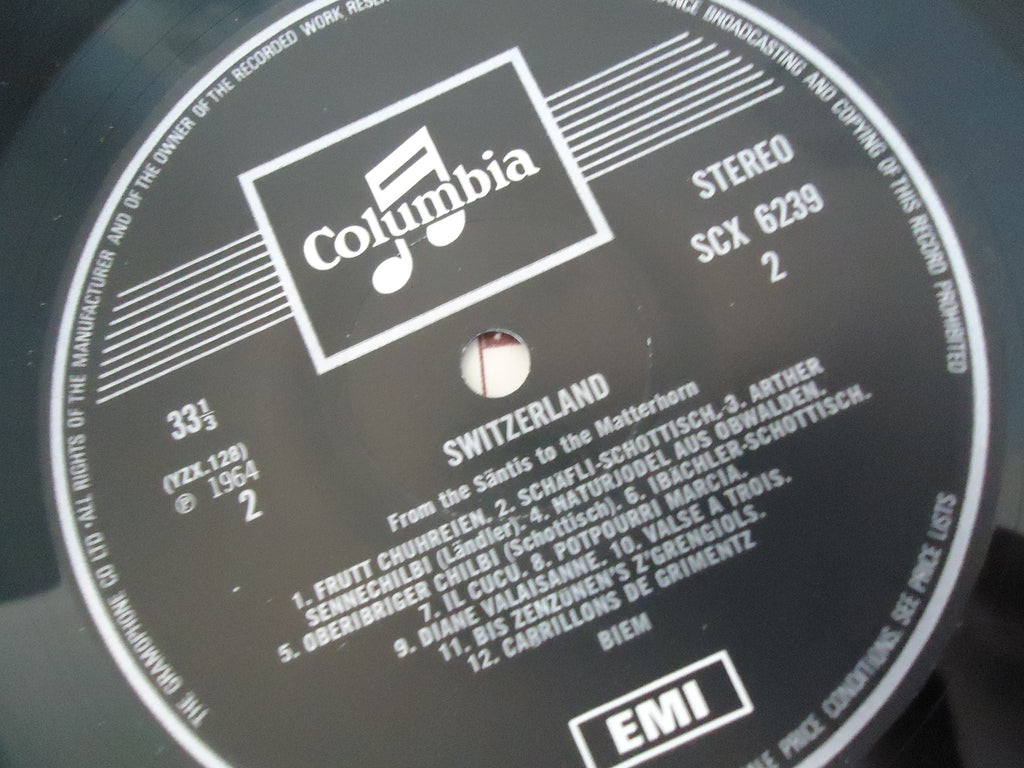 THE GRAMOPHONE CO LTD • ALL RIGHTS OF THE MANUFACTURER AND OF THE OWNER OF THE RECORDED WORK
BROADCASTING AND COPYING OF THIS RECORD PROHIBITED
PRICE CONDITIONS. SEE PRICE LISTS
Columbia
STEREO
SCX 6239
2
33⅓
(YZX.128)
℗ 1964
2
SWITZERLAND
From the Säntis to the Matterhorn
1. FRUTT CHUHREIEN. 2. SCHAFLI-SCHOTTISCH. 3. ARTHER
SENNECHILBI (Ländler). 4. NATURJODEL AUS OBWALDEN.
5. OBERIBRIGER CHILBI (Schottisch). 6. IBACHLER-SCHOTTISCH.
7. IL CUCU. 8. POTPOURRI MARCIA.
9. DIANE VALAISANNE. 10. VALSE A TROIS.
11. BIS ZENZUNEN'S Z'GRENGIOLS.
12. CARRILLONS DE GRIMENTZ
BIEM
EMI